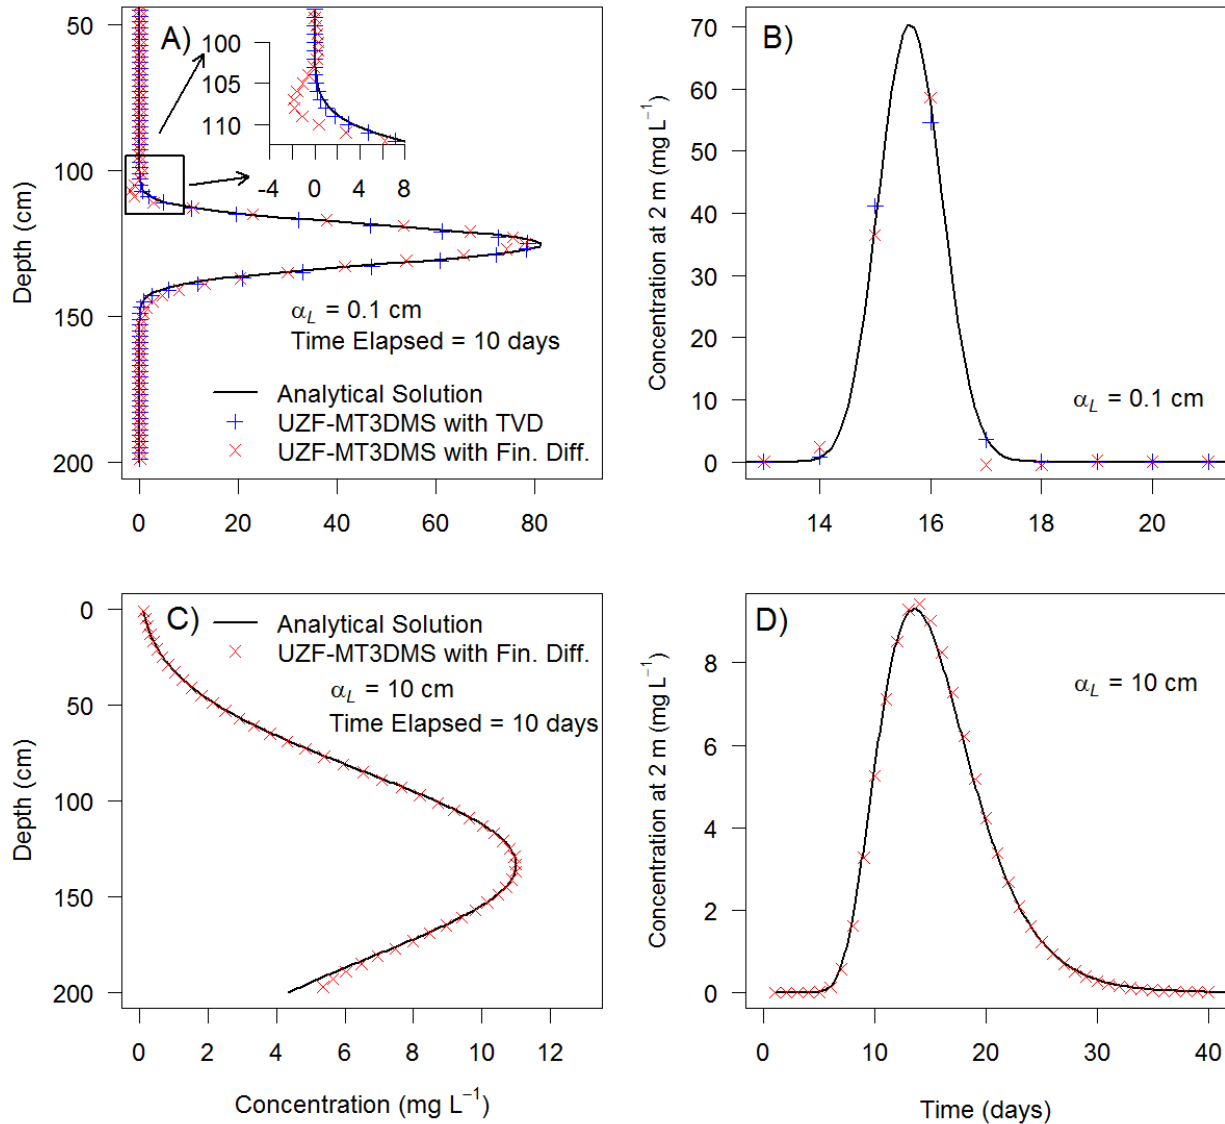 A)
50
100
150
200
Depth (cm)
100
105
110
-4
0
4
8
αL = 0.1 cm
Time Elapsed = 10 days
Analytical Solution
UZF-MT3DMS with TVD
UZF-MT3DMS with Fin. Diff.
0
20
40
60
80
B)
70
60
50
40
30
20
10
0
Concentration at 2 m (mg L−1)
αL = 0.1 cm
14
16
18
20
C)
0
50
100
150
200
Depth (cm)
Analytical Solution
UZF-MT3DMS with Fin. Diff.
αL = 10 cm
Time Elapsed = 10 days
0
2
4
6
8
10
12
Concentration (mg L−1)
D)
8
6
4
2
0
Concentration at 2 m (mg L−1)
αL = 10 cm
0
10
20
30
40
Time (days)